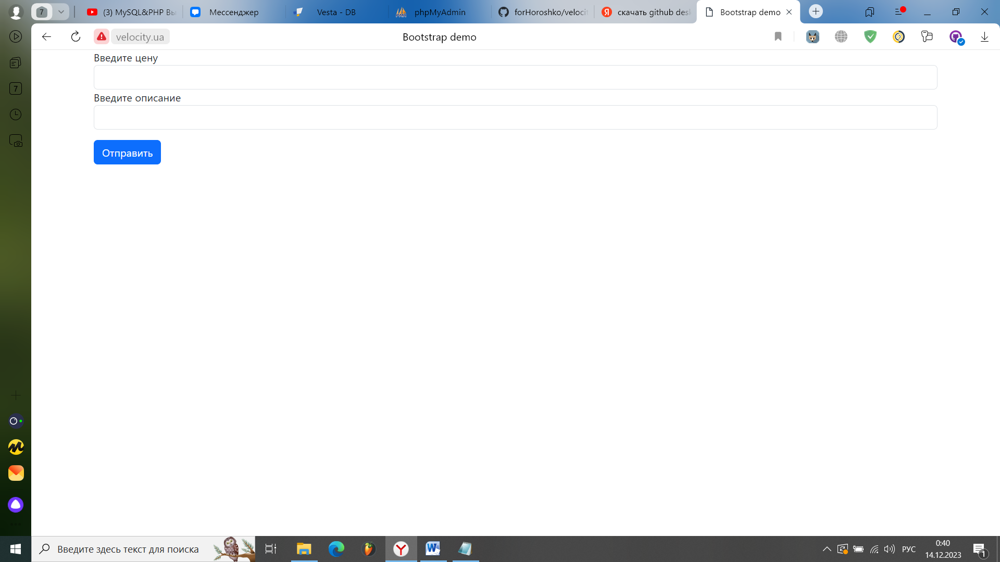 7
(3) MySQL&PHP Вы
Мессенджер
Vesta - DB
phpMyAdmin
forHoroshko/velocit
скачать github desk
Bootstrap demo
velocity.ua
Bootstrap demo
7
Введите цену
Введите описание
Отправить
Введите здесь текст для поиска
РУС
0:40
14.12.2023
1